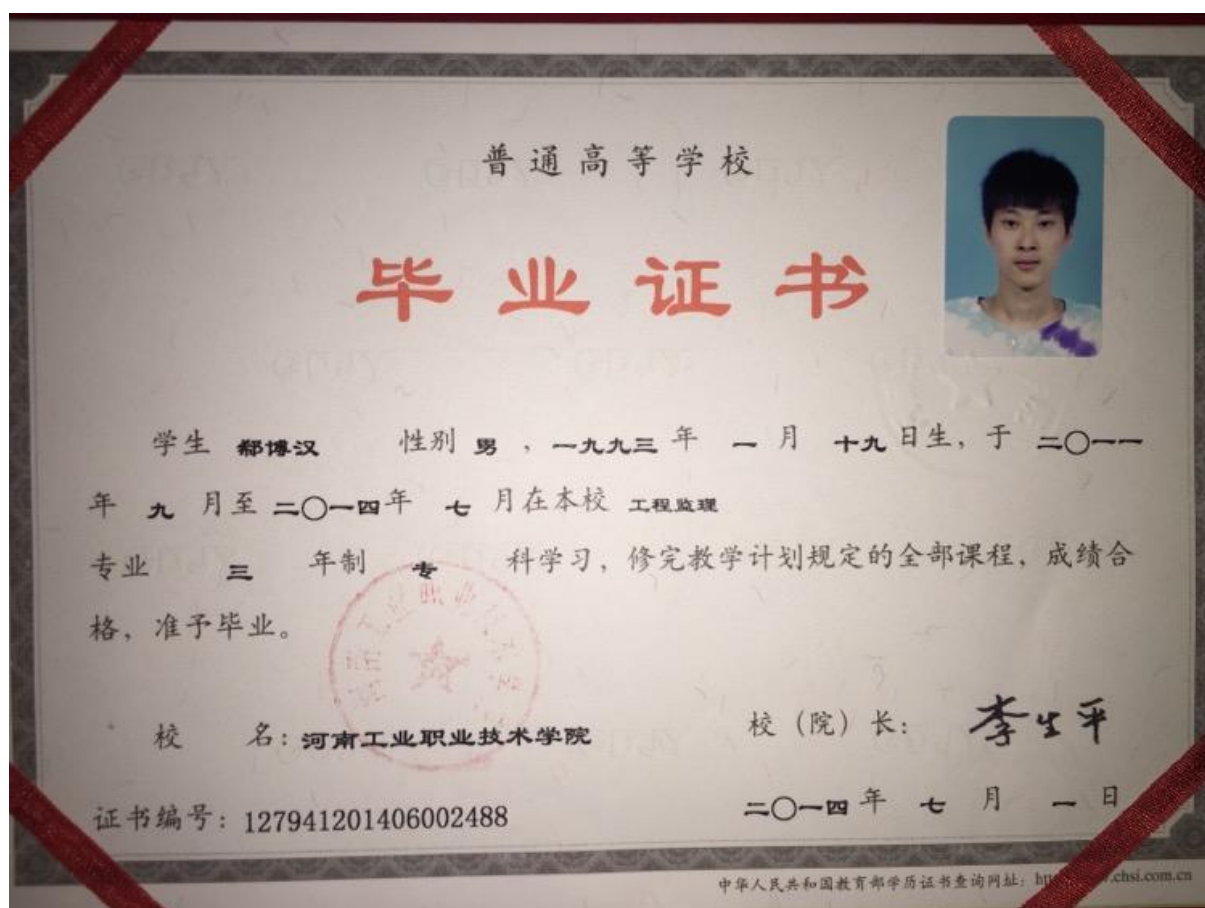 普通高等学校
毕业证书
学生 郗博汉 性别 男 ，一九九三 年 一 月 十九 日生，于 二〇一一
年 九 月至 二〇一四年 七 月在本校 工程监理
专业 三 年制 专 科学习，修完教学计划规定的全部课程，成绩合
格，准予毕业。
校 名：河南工业职业技术学院
校（院）长：李生平
证书编号：127941201406002488
二〇一四 年 七 月 一 日
中华人民共和国教育部学历证书查询网址：.chsi.com.cn